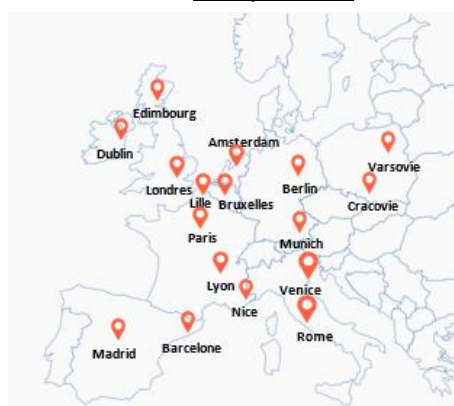 Edimbourg
Dublin
Amsterdam
Varsovie
Londres
Lille
Bruxelles
Berlin
Cracovie
Paris
Munich
Lyon
Venice
Nice
Rome
Madrid
Barcelone